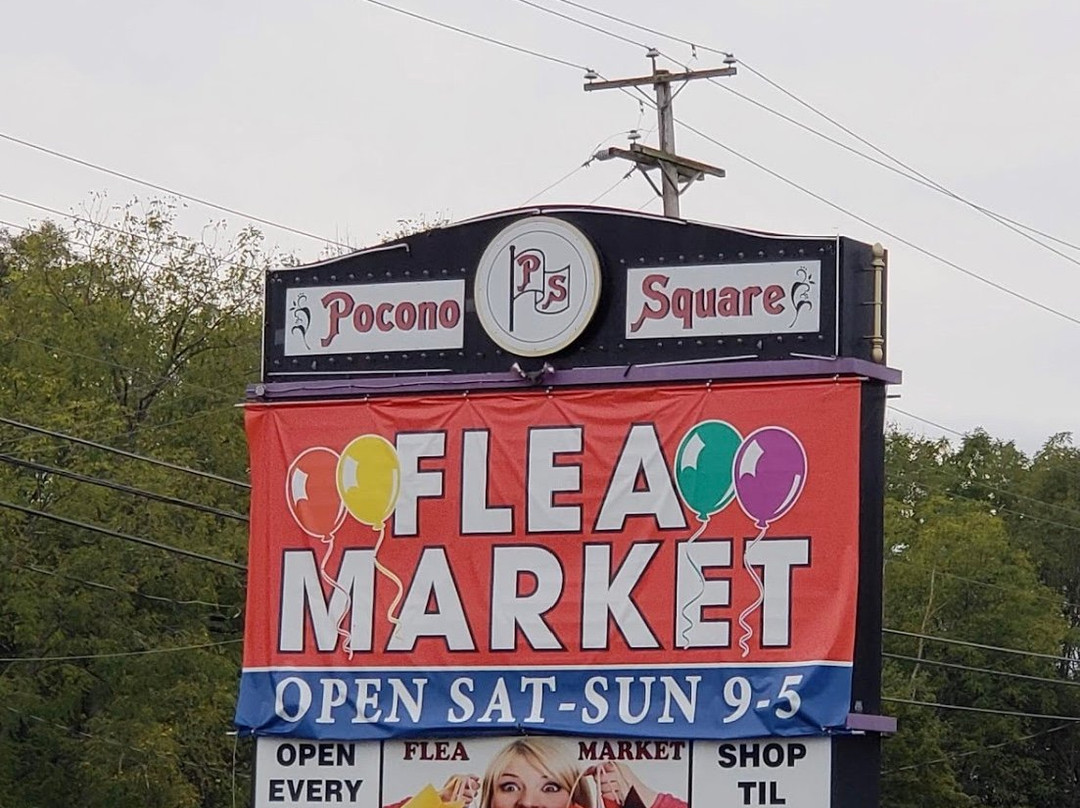 Pocono PS Square
FLEA
MARKET
OPEN SAT-SUN 9-5
OPEN EVERY
FLEA MARKET
SHOP TIL